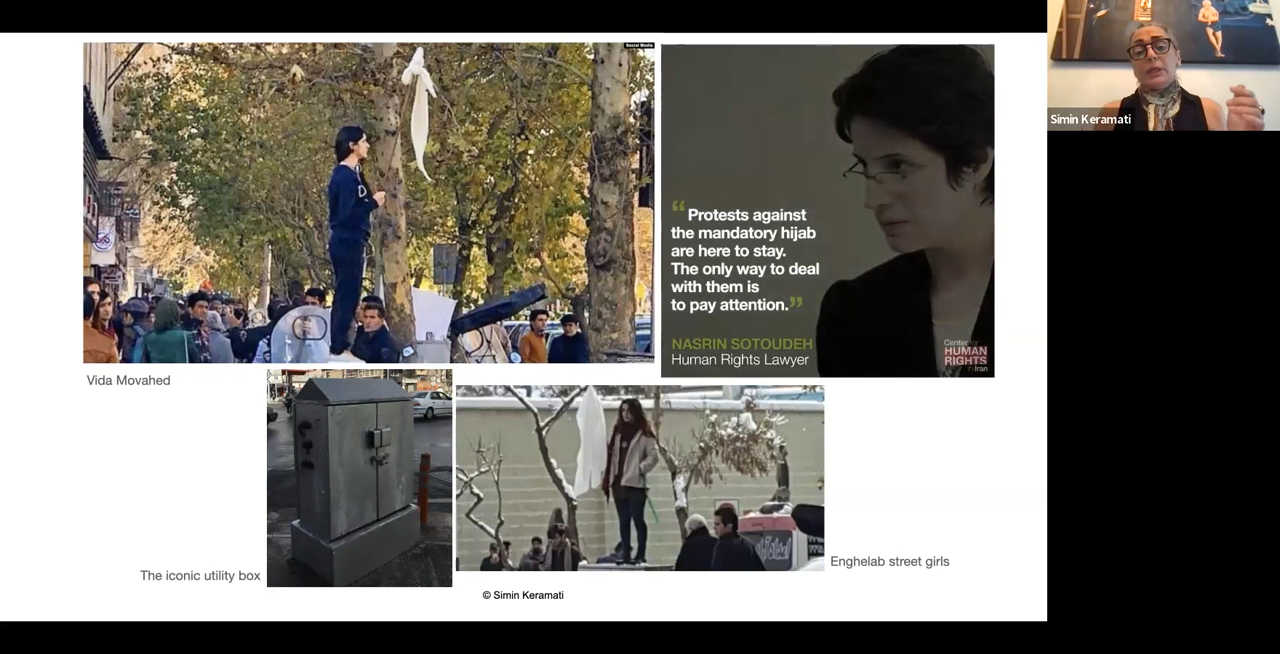 Social Media
Simin Keramati
“Protests against
the mandatory hijab
are here to stay.
The only way to deal
with them is
to pay attention.”
NASRIN SOTOUDEH
Human Rights Lawyer
Center for
HUMAN
RIGHTS
in Iran
Vida Movahed
The iconic utility box
Enghelab street girls
© Simin Keramati